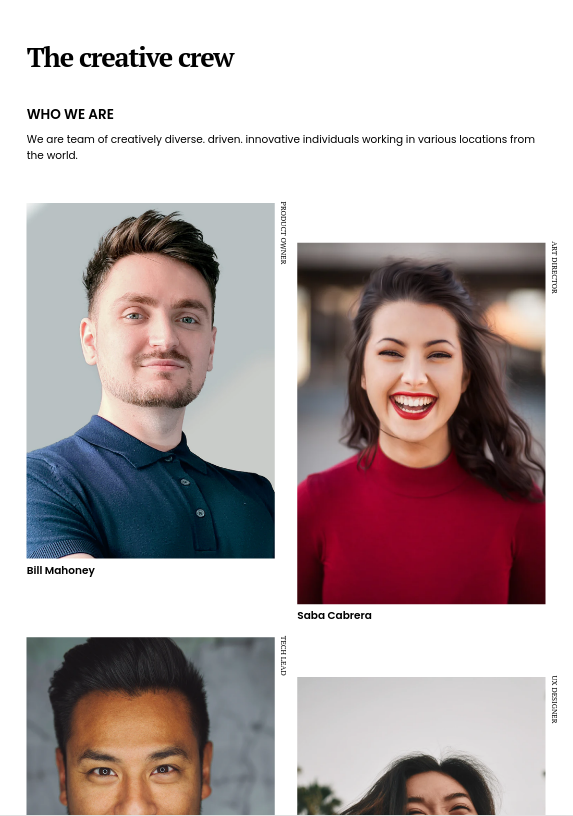 The creative crew
WHO WE ARE
We are team of creatively diverse. driven. innovative individuals working in various locations from
the world.
PRODUCT OWNER
Bill Mahoney
ART DIRECTOR
Saba Cabrera
TECH LEAD
UX DESIGNER